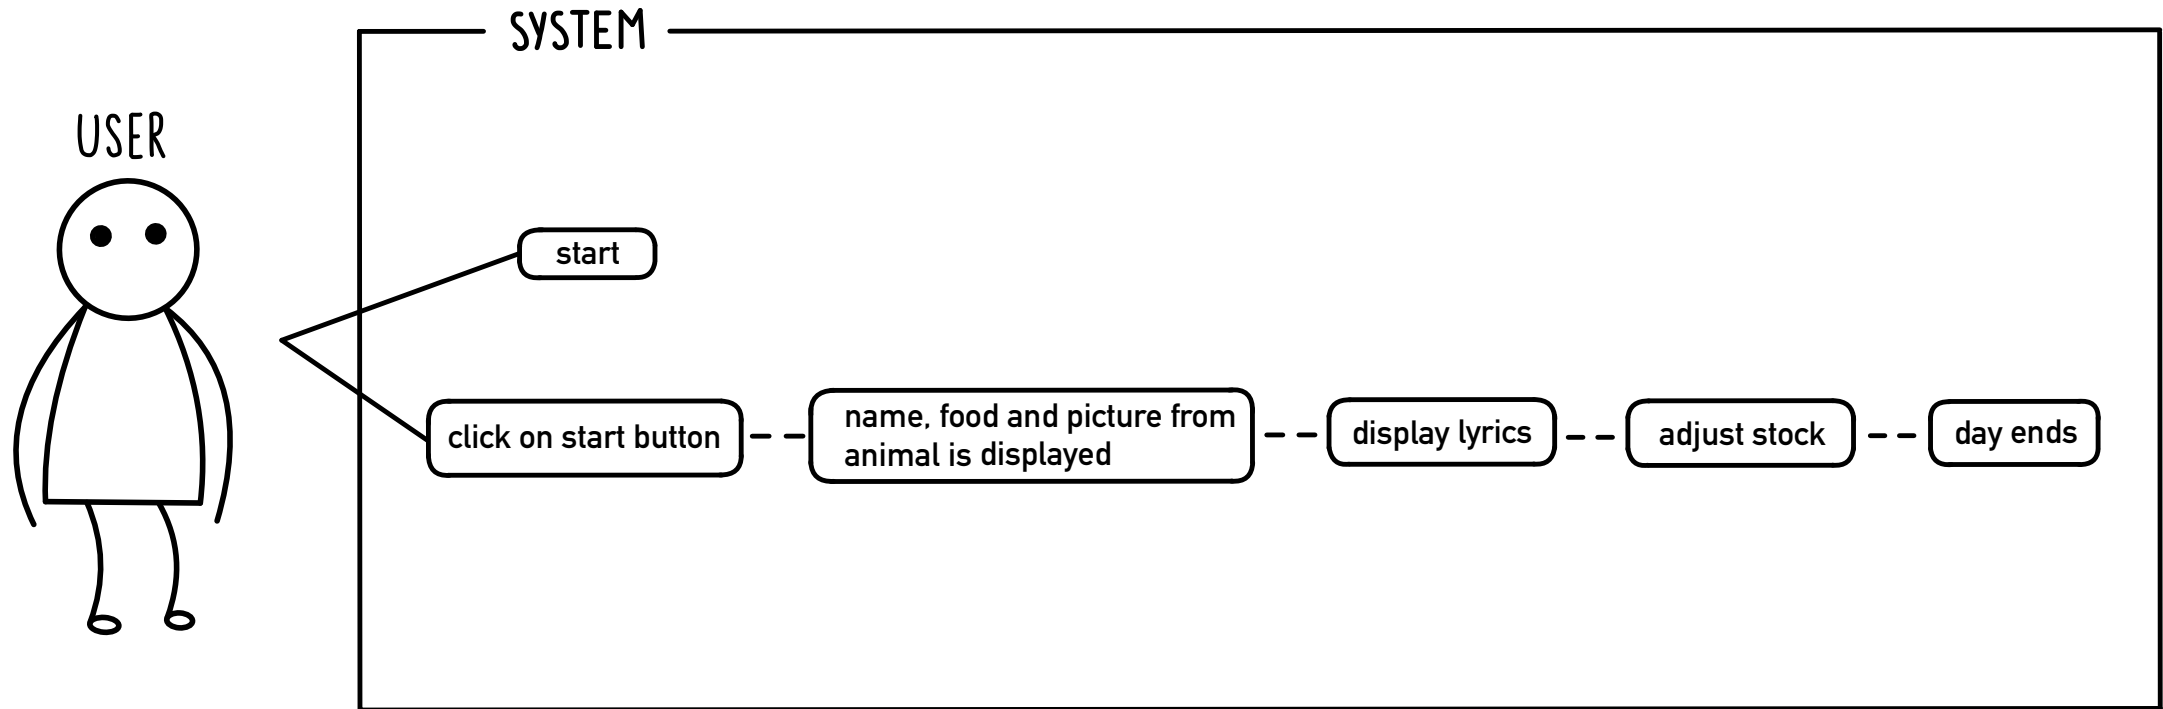 SYSTEM
USER
start
click on start button
name, food and picture from
animal is displayed
display lyrics
adjust stock
day ends